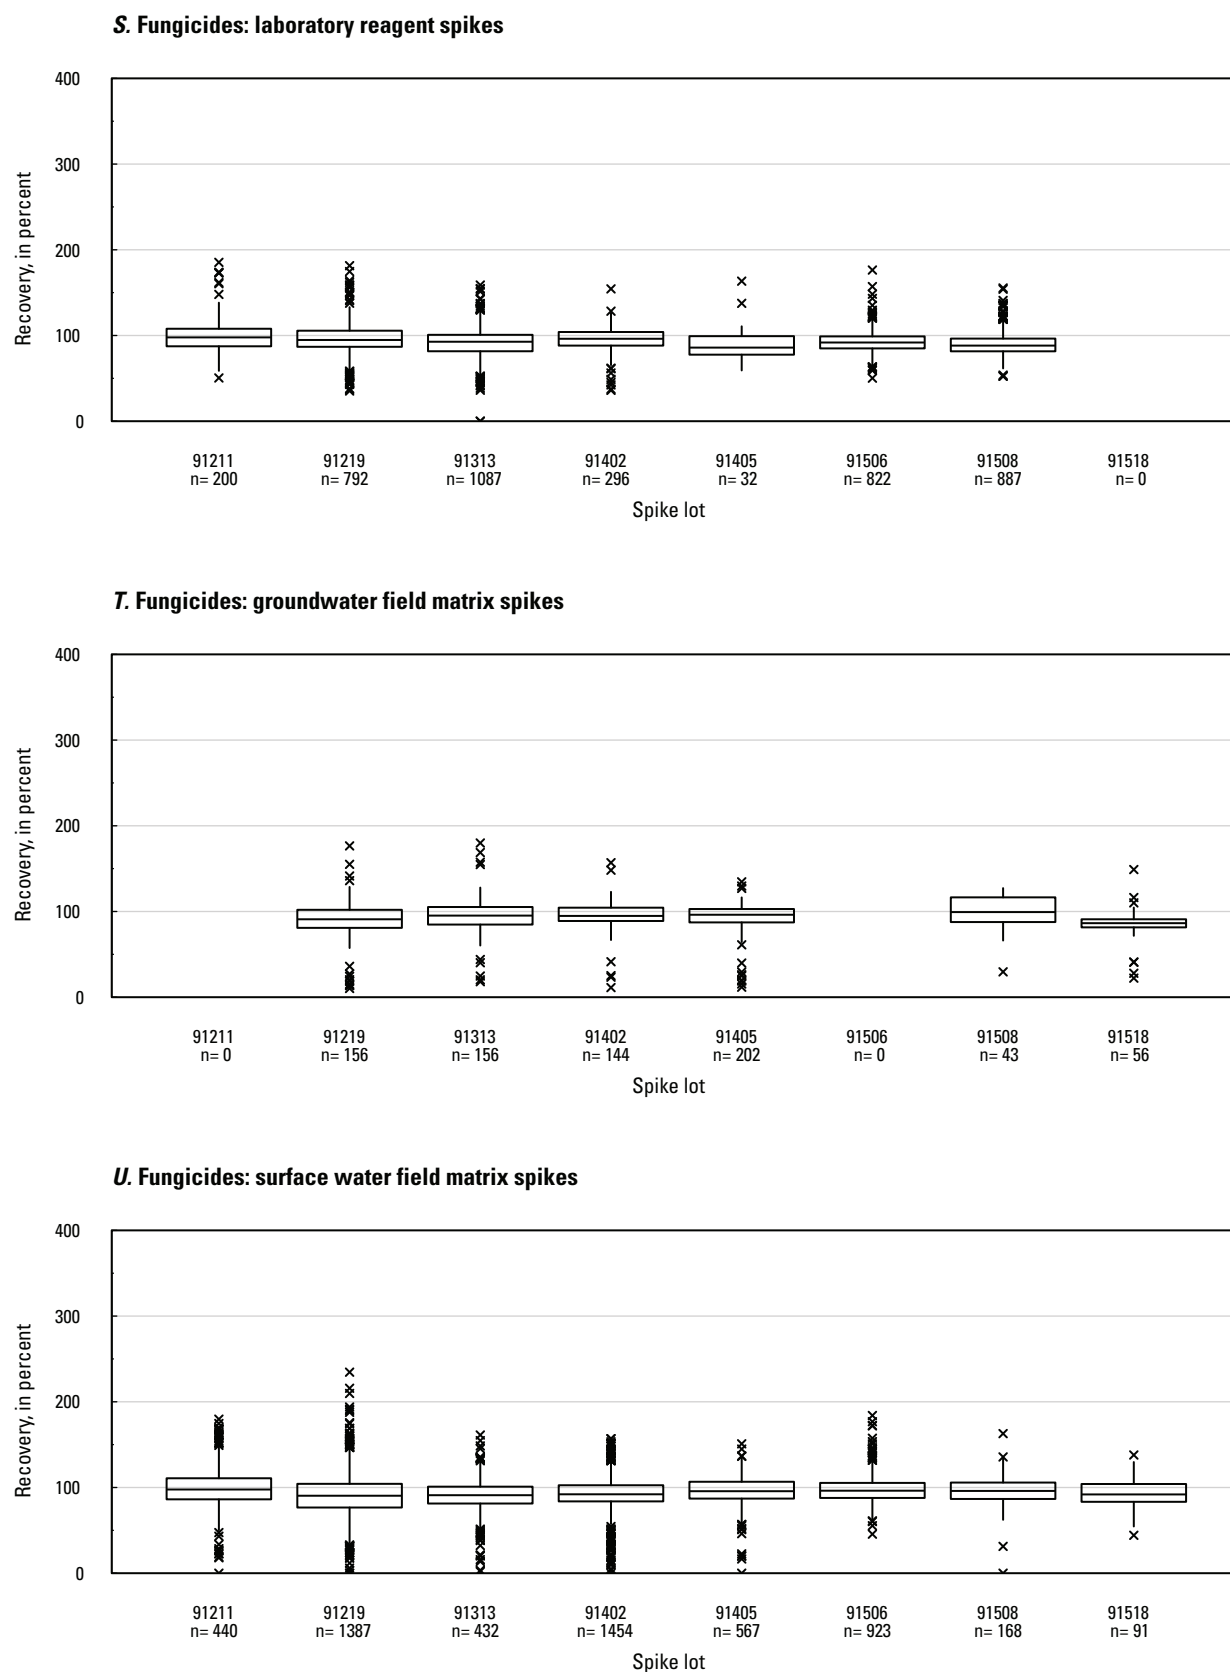 S. Fungicides: laboratory reagent spikes
400
300
200
100
0
Recovery, in percent
91211 91219 91313 91402 91405 91506 91508 91518
n= 200 n= 792 n= 1087 n= 296 n= 32 n= 822 n= 887 n= 0
Spike lot
T. Fungicides: groundwater field matrix spikes
400
300
200
100
0
Recovery, in percent
91211 91219 91313 91402 91405 91506 91508 91518
n= 0 n= 156 n= 156 n= 144 n= 202 n= 0 n= 43 n= 56
Spike lot
U. Fungicides: surface water field matrix spikes
400
300
200
100
0
Recovery, in percent
91211 91219 91313 91402 91405 91506 91508 91518
n= 440 n= 1387 n= 432 n= 1454 n= 567 n= 923 n= 168 n= 91
Spike lot